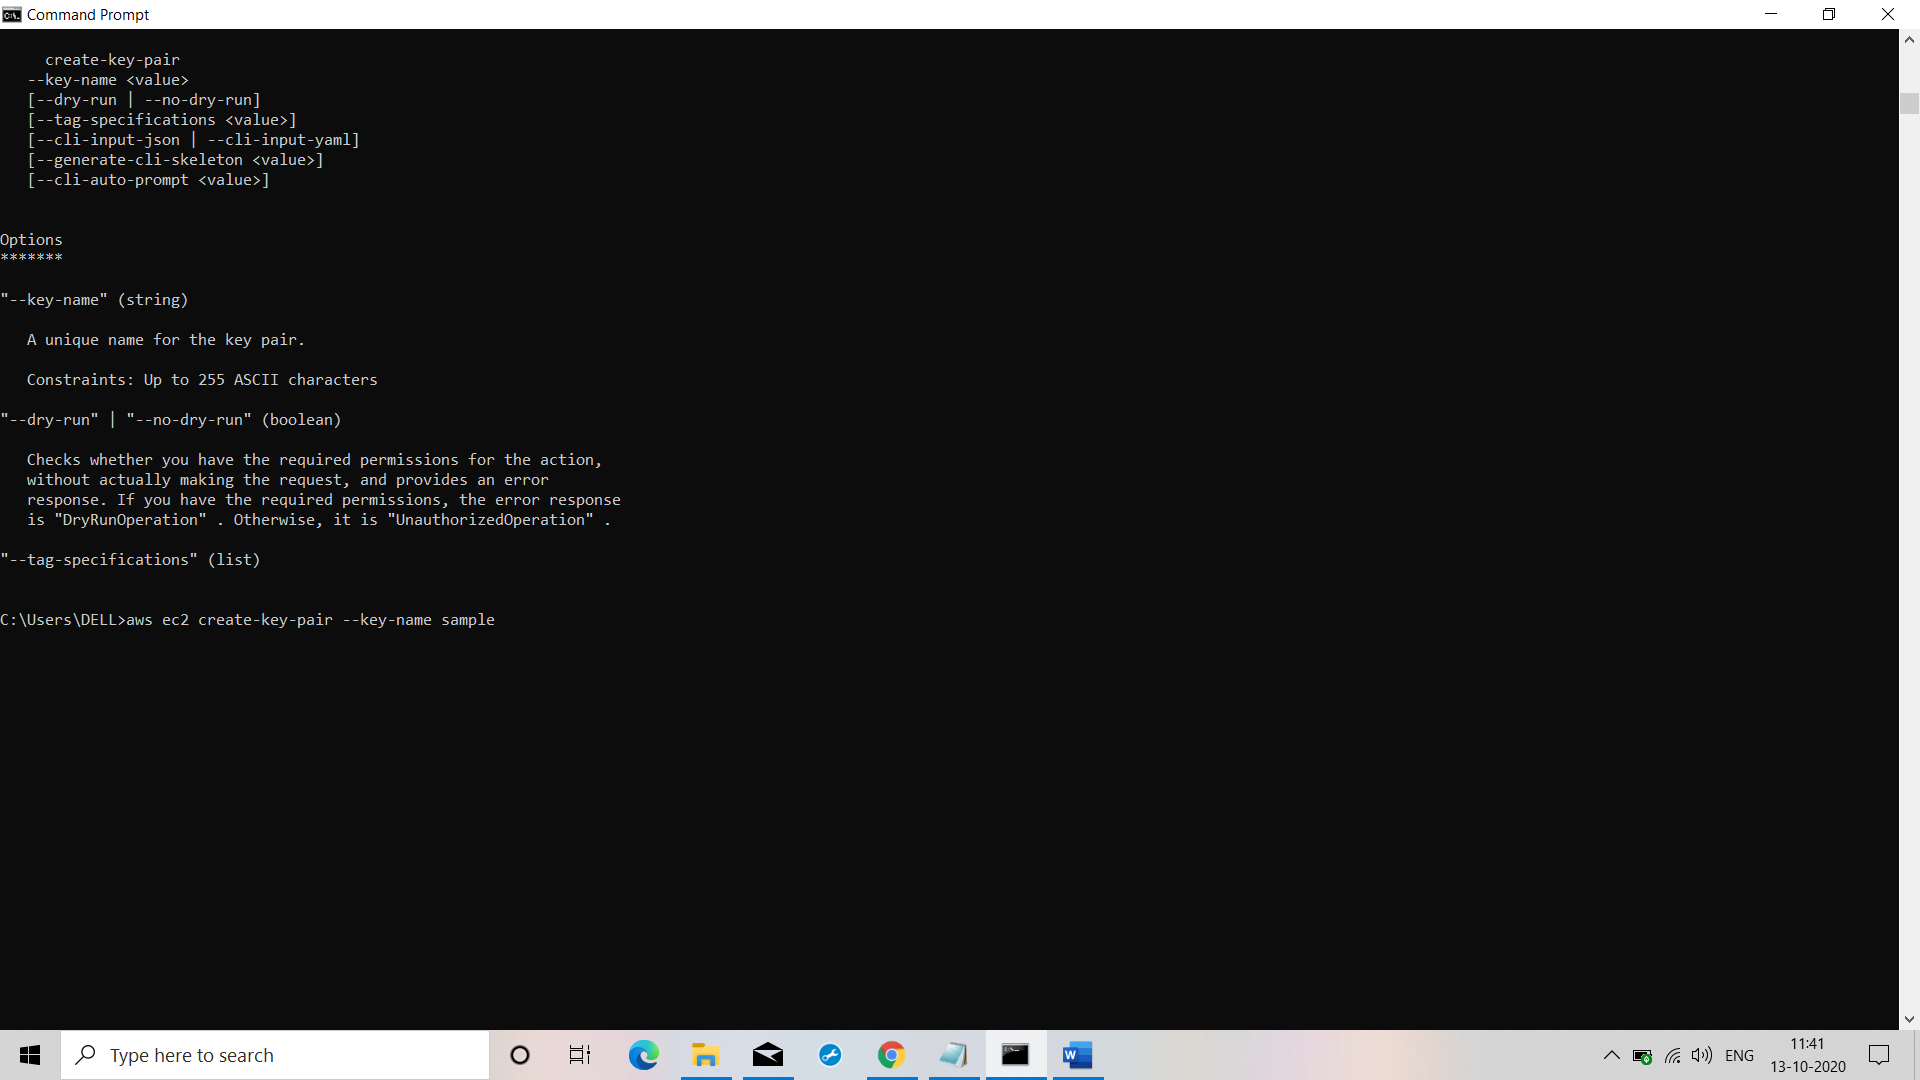 Command Prompt
create-key-pair
--key-name <value>
[--dry-run | --no-dry-run]
[--tag-specifications <value>]
[--cli-input-json | --cli-input-yaml]
[--generate-cli-skeleton <value>]
[--cli-auto-prompt <value>]
Options
*******
"--key-name" (string)
A unique name for the key pair.
Constraints: Up to 255 ASCII characters
"--dry-run" | "--no-dry-run" (boolean)
Checks whether you have the required permissions for the action,
without actually making the request, and provides an error
response. If you have the required permissions, the error response
is "DryRunOperation" . Otherwise, it is "UnauthorizedOperation" .
"--tag-specifications" (list)
C:\Users\DELL>aws ec2 create-key-pair --key-name sample
Type here to search
ENG
11:41
13-10-2020